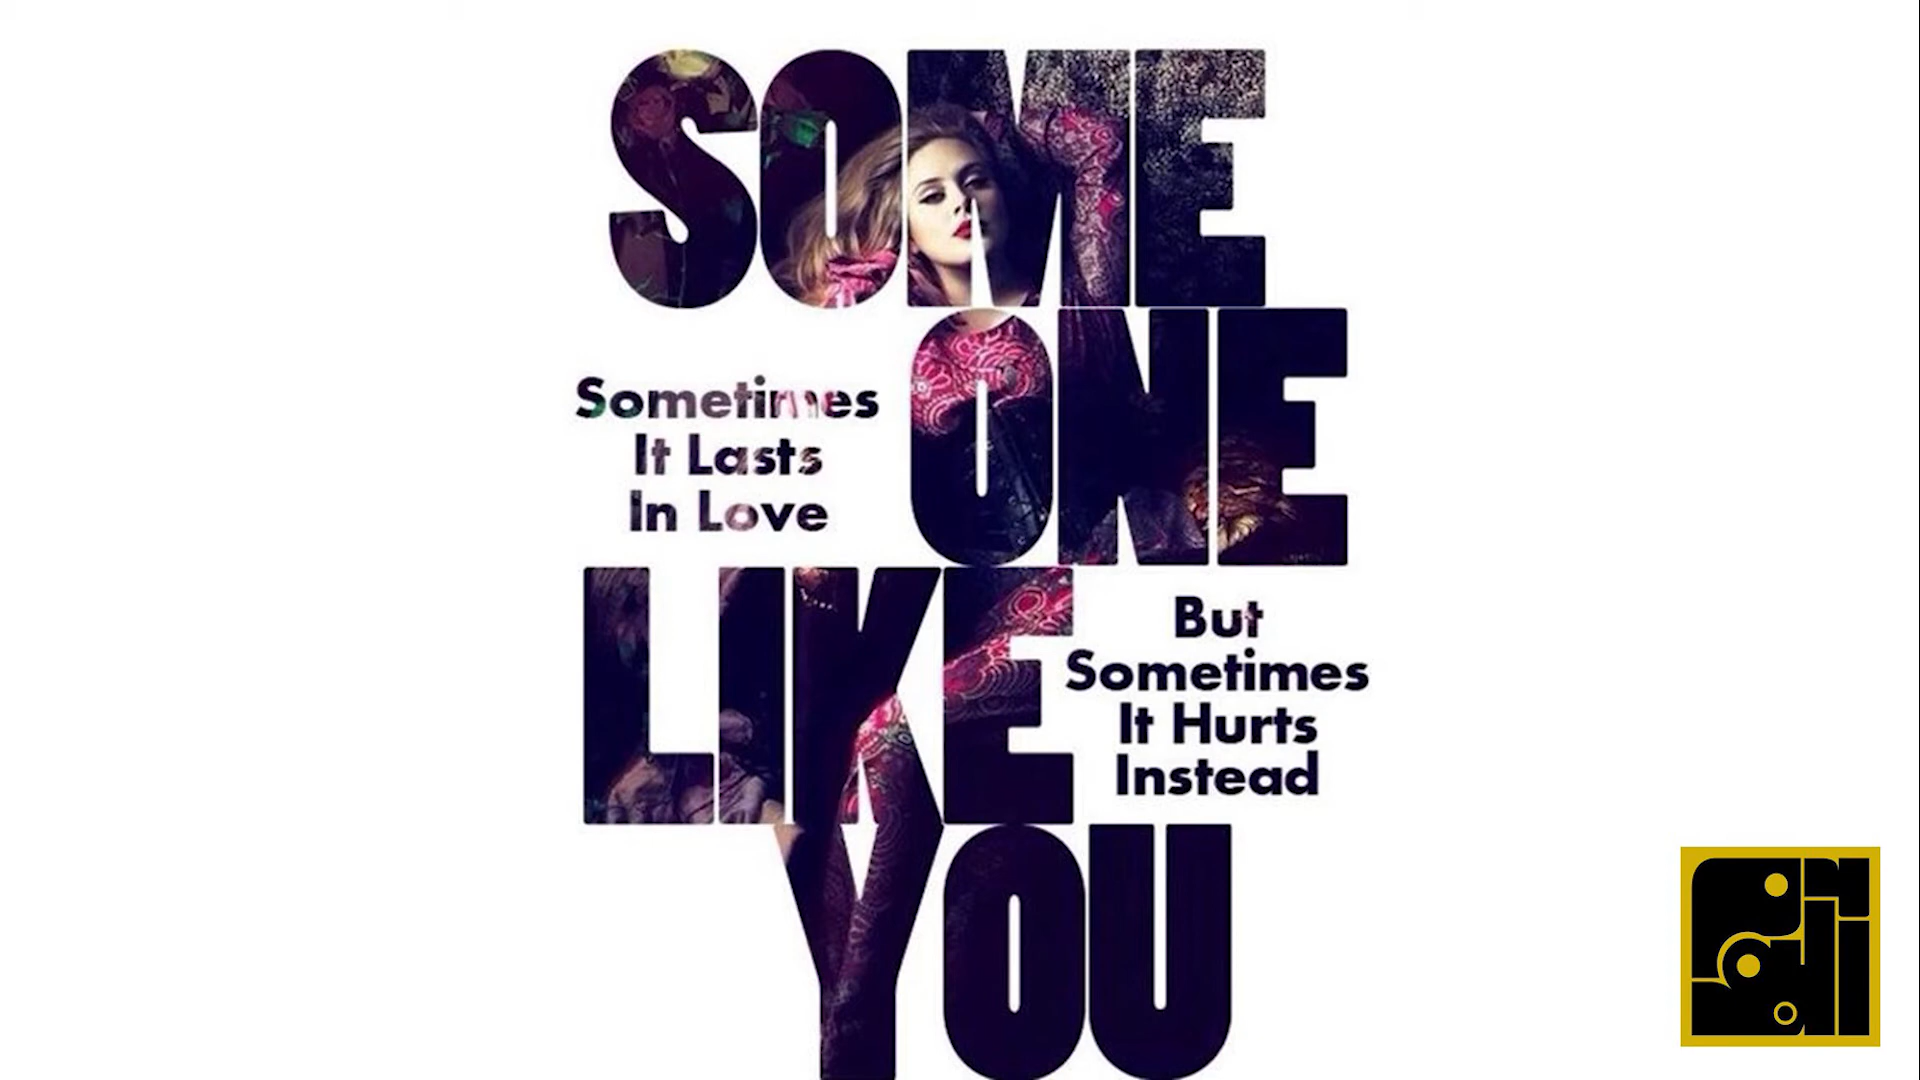 SOME
ONE
Sometimes
It Lasts
In Love
LIKE
But
Sometimes
It Hurts
Instead
YOU